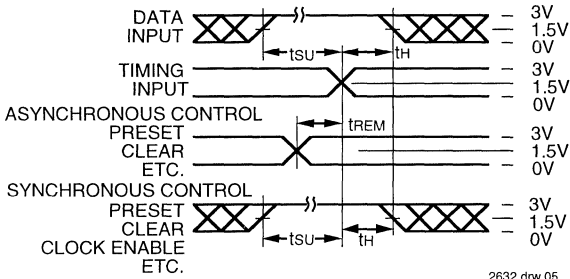 DATA
INPUT
3V
1.5V
0V
tSU
tH
TIMING
INPUT
3V
1.5V
0V
ASYNCHRONOUS CONTROL
PRESET
CLEAR
ETC.
tREM
3V
1.5V
0V
SYNCHRONOUS CONTROL
PRESET
CLEAR
CLOCK ENABLE
ETC.
3V
1.5V
0V
tSU
tH
2632 drw 05